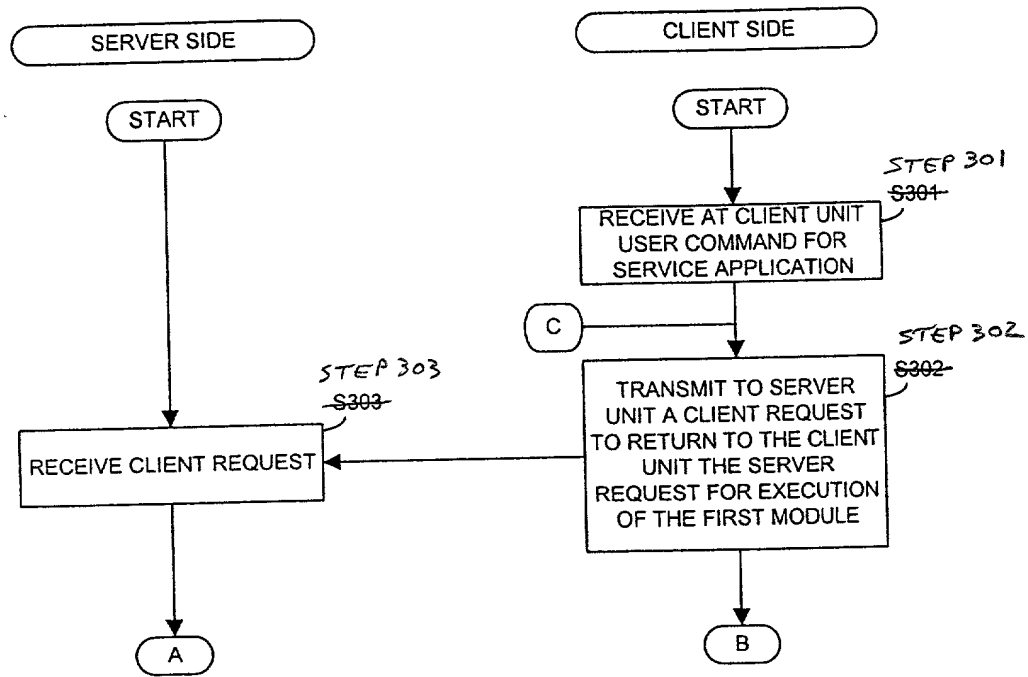 SERVER SIDE
CLIENT SIDE
START
START
STEP 301
S301
RECEIVE AT CLIENT UNIT
USER COMMAND FOR
SERVICE APPLICATION
C
STEP 302
S302
STEP 303
S303
TRANSMIT TO SERVER
UNIT A CLIENT REQUEST
TO RETURN TO THE CLIENT
UNIT THE SERVER
REQUEST FOR EXECUTION
OF THE FIRST MODULE
RECEIVE CLIENT REQUEST
A
B